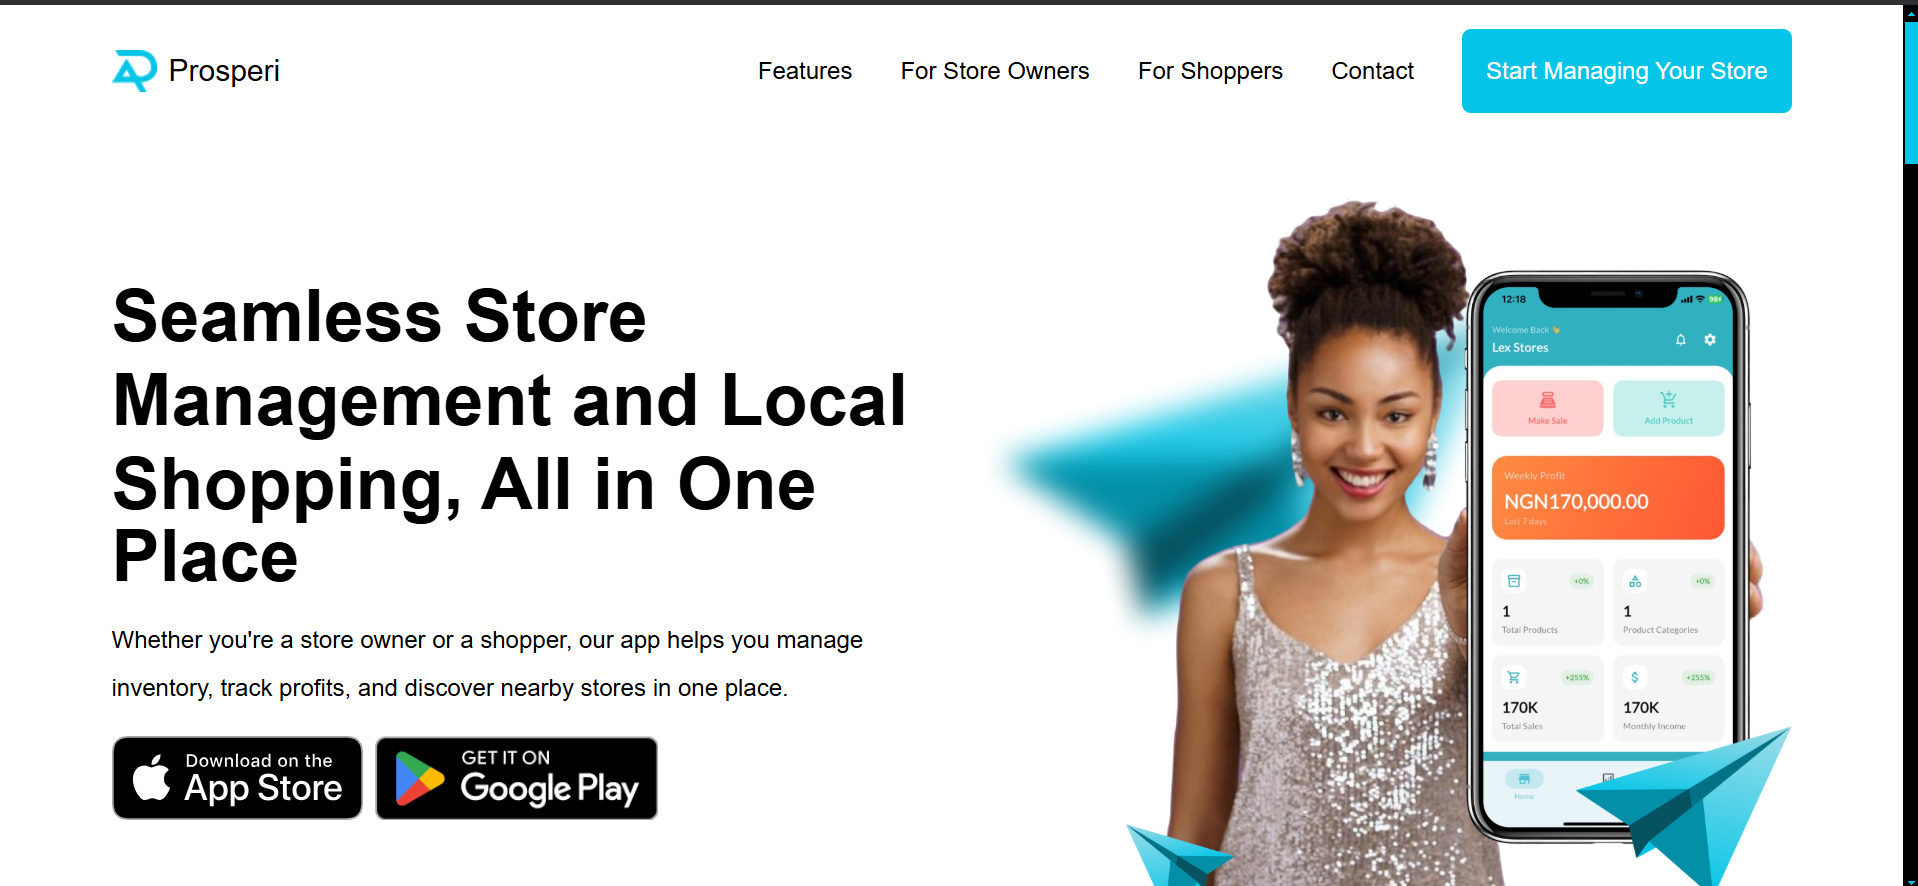 Prosperi
Features
For Store Owners
For Shoppers
Contact
Start Managing Your Store
Seamless Store
Management and Local
Shopping, All in One
Place
Whether you're a store owner or a shopper, our app helps you manage
inventory, track profits, and discover nearby stores in one place.
Download on the
App Store
GET IT ON
Google Play
12:18
98
Welcome Back
Lex Stores
Make Sale
Add Product
Weekly Profit
NGN170,000.00
Last 7 days
+0%
1
Total Products
+0%
1
Product Categories
+255%
170K
Total Sales
+255%
170K
Monthly Income
Home